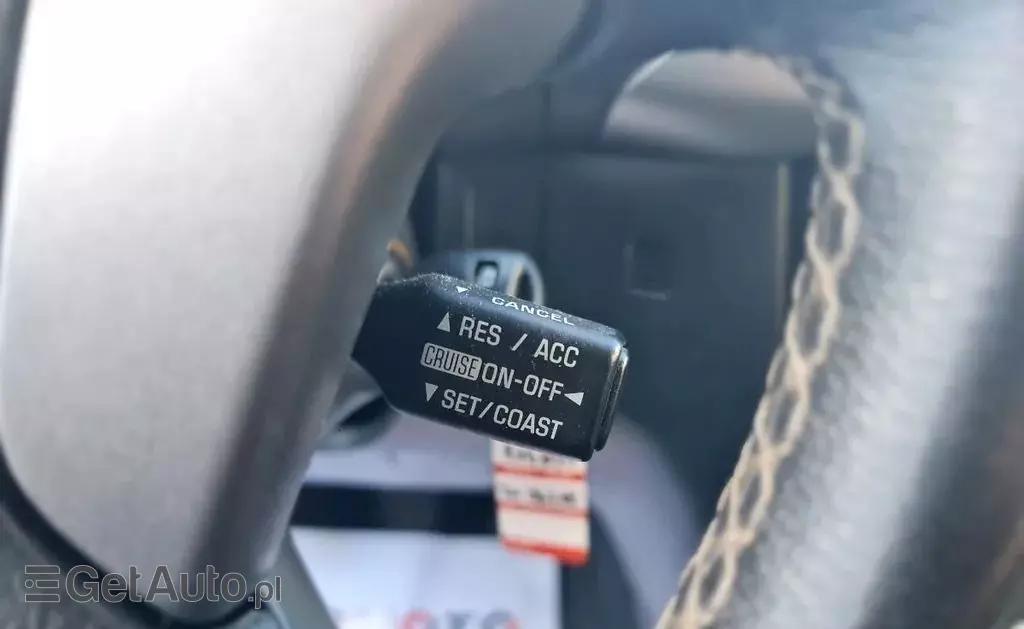 ▼ CANCEL
▲ RES / ACC
CRUISE ON-OFF ◀
▼ SET/COAST
GetAuto.pl